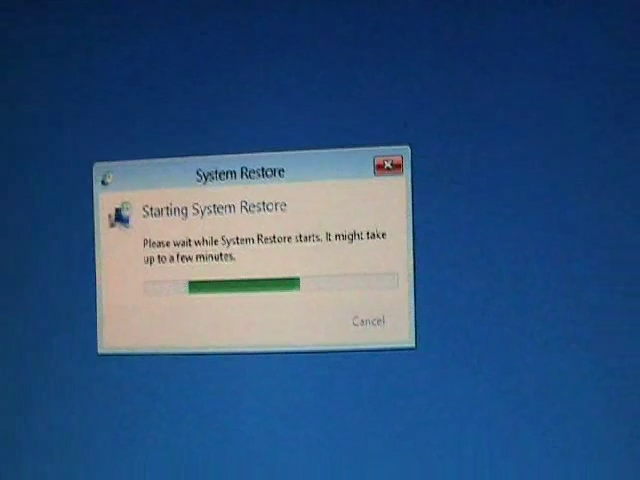 System Restore
Starting System Restore
Please wait while System Restore starts. It might take
up to a few minutes.
Cancel